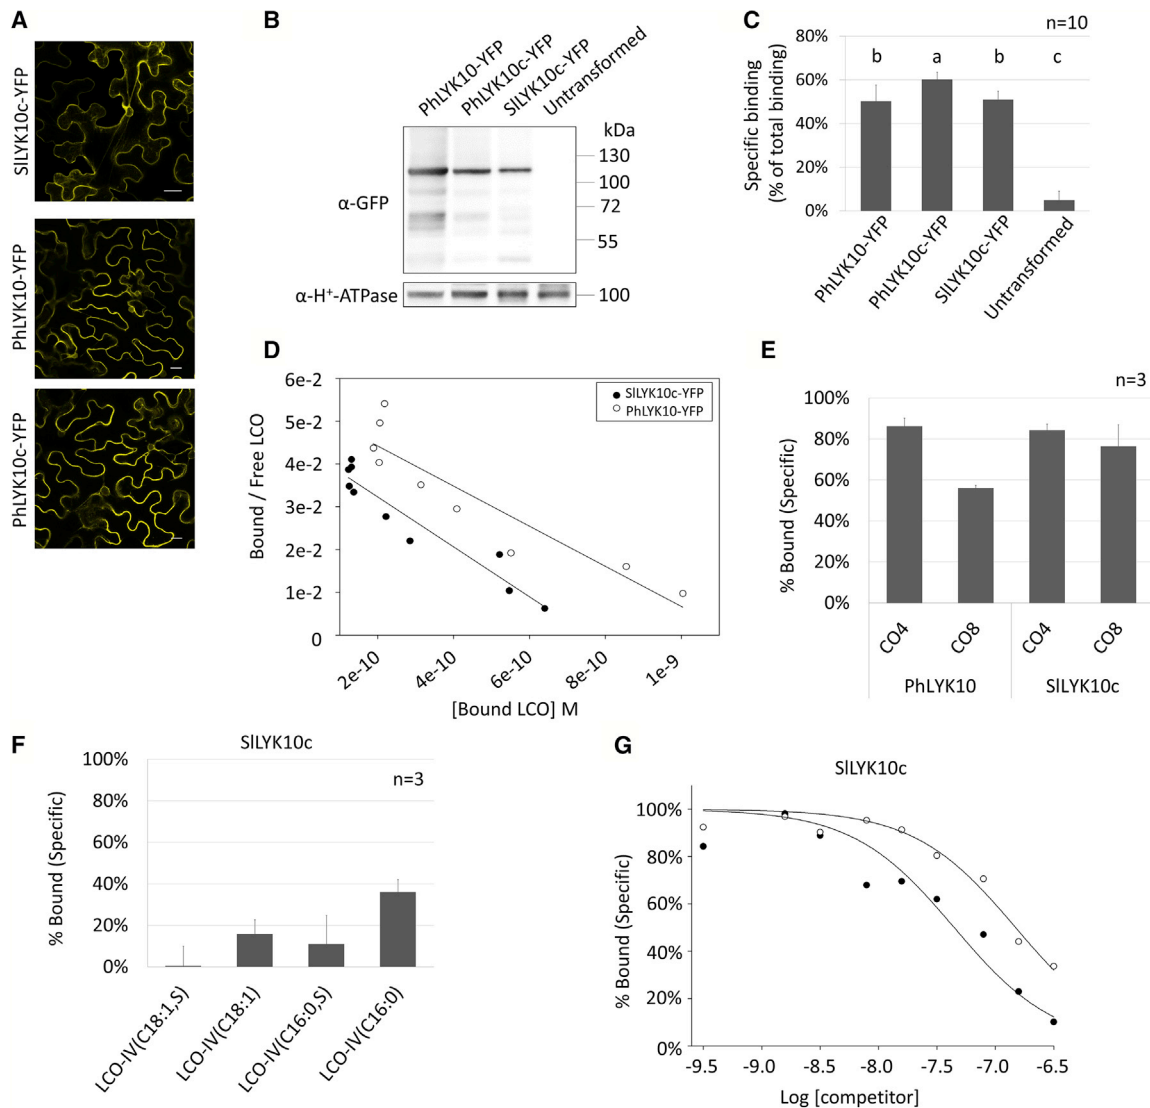 A
SlLYK10c-YFP
PhLYK10-YFP
PhLYK10c-YFP
B
PhLYK10-YFP
PhLYK10c-YFP
SlLYK10c-YFP
Untransformed
kDa
130
100
72
55
α-GFP
α-H⁺-ATPase
100
C
n=10
Specific binding
(% of total binding)
80%
60%
40%
20%
0%
b
a
b
c
PhLYK10-YFP
PhLYK10c-YFP
SlLYK10c-YFP
Untransformed
D
Bound / Free LCO
6e-2
5e-2
4e-2
3e-2
2e-2
1e-2
0
SlLYK10c-YFP
PhLYK10-YFP
2e-10
4e-10
6e-10
8e-10
1e-9
[Bound LCO] M
E
n=3
% Bound (Specific)
100%
80%
60%
40%
20%
0%
CO4
CO8
CO4
CO8
PhLYK10
SlLYK10c
F
SlLYK10c
n=3
% Bound (Specific)
100%
80%
60%
40%
20%
0%
LCO-IV(C18:1,S)
LCO-IV(C18:1)
LCO-IV(C16:0,S)
LCO-IV(C16:0)
G
SlLYK10c
% Bound (Specific)
100%
80%
60%
40%
20%
0%
-9.5
-9.0
-8.5
-8.0
-7.5
-7.0
-6.5
Log [competitor]